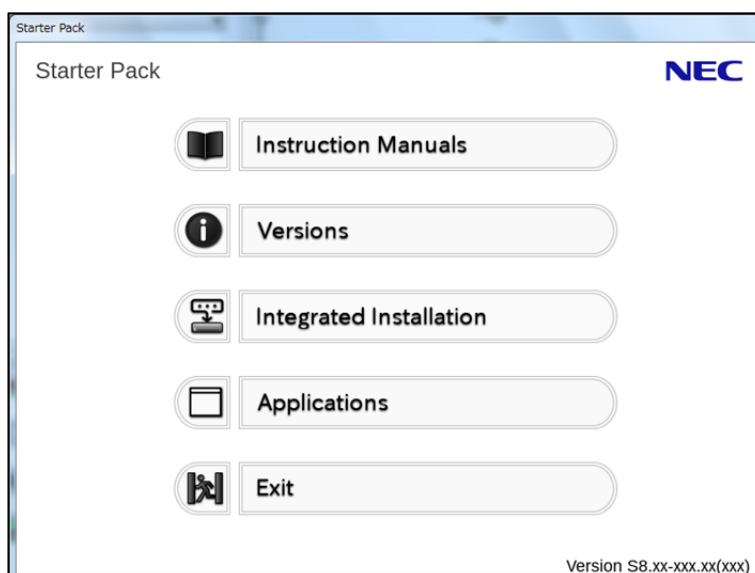 Starter Pack
Starter Pack
NEC
Instruction Manuals
Versions
Integrated Installation
Applications
Exit
Version S8.xx-xxx.xx(xxx)